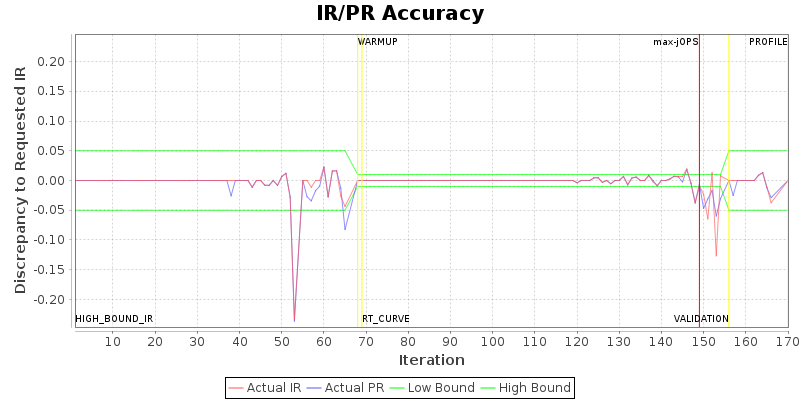 IR/PR Accuracy
WARMUP
max-jOPS
PROFILE
0.20
0.15
0.10
0.05
0.00
-0.05
-0.10
-0.15
-0.20
Discrepancy to Requested IR
HIGH_BOUND_IR
RT_CURVE
VALIDATION
10 20 30 40 50 60 70 80 90 100 110 120 130 140 150 160 170
Iteration
Actual IR Actual PR Low Bound High Bound